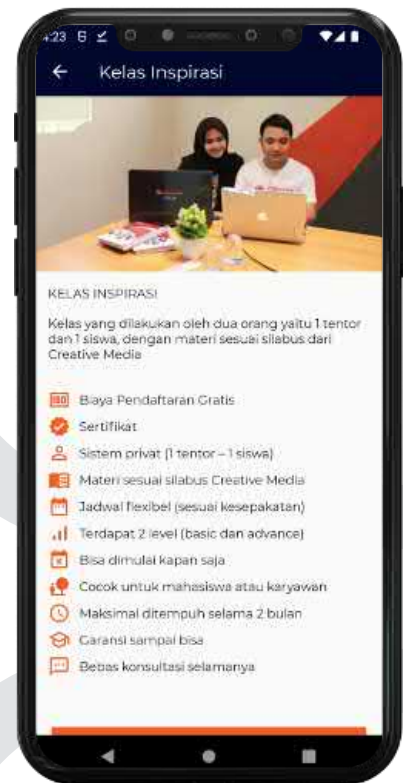 4:23
Kelas Inspirasi
KELAS INSPIRASI
Kelas yang dilakukan oleh dua orang yaitu 1 tentor
dan 1 siswa, dengan materi sesuai silabus dari
Creative Media
Biaya Pendaftaran Gratis
Sertifikat
Sistem privat (1 tentor – 1 siswa)
Materi sesuai silabus Creative Media
Jadwal flexibel (sesuai kesepakatan)
Terdapat 2 level (basic dan advance)
Bisa dimulai kapan saja
Cocok untuk mahasiswa atau karyawan
Maksimal ditempuh selama 2 bulan
Garansi sampai bisa
Bebas konsultasi selamanya